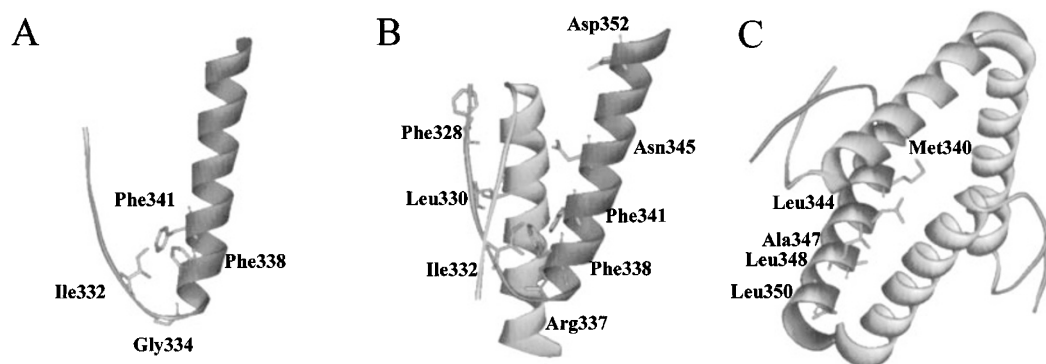 A
Phe341
Phe338
Ile332
Gly334
B
Asp352
Phe328
Asn345
Leu330
Phe341
Ile332
Phe338
Arg337
C
Met340
Leu344
Ala347
Leu348
Leu350